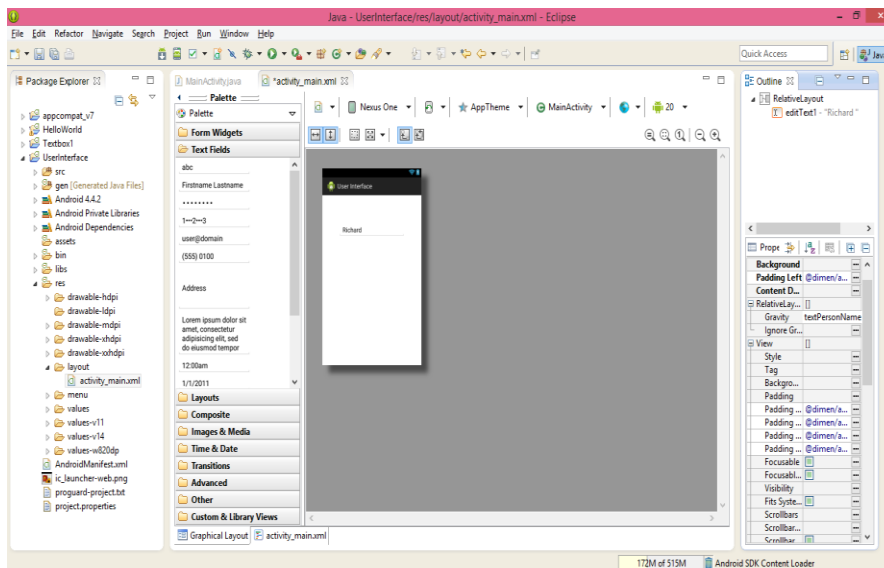 Java - UserInterface/res/layout/activity_main.xml - Eclipse
File Edit Refactor Navigate Search Project Run Window Help
Quick Access
Java
Package Explorer
appcompat_v7
HelloWorld
Textbox1
UserInterface
src
gen [Generated Java Files]
Android 4.4.2
Android Private Libraries
Android Dependencies
assets
bin
libs
res
drawable-hdpi
drawable-ldpi
drawable-mdpi
drawable-xhdpi
drawable-xxhdpi
layout
activity_main.xml
menu
values
values-v11
values-v14
values-w820dp
AndroidManifest.xml
ic_launcher-web.png
proguard-project.txt
project.properties
MainActivity.java
*activity_main.xml
Palette
Palette
Form Widgets
Text Fields
abc
Firstname Lastname
••••••••
1--2--3
user@domain
(555) 0100
Address
Lorem ipsum dolor sit
amet, consectetur
adipisicing elit, sed
do eiusmod tempor
12:00am
1/1/2011
Layouts
Composite
Images & Media
Time & Date
Transitions
Advanced
Other
Custom & Library Views
Graphical Layout
activity_main.xml
Nexus One
AppTheme
MainActivity
20
User Interface
Richard
Outline
RelativeLayout
editText1 - "Richard "
Prope
Background
Padding Left @dimen/a...
Content D...
RelativeLay... []
Gravity textPersonName
Ignore Gr...
View []
Style
Tag
Backgro...
Padding
Padding ... @dimen/a...
Padding ... @dimen/a...
Padding ... @dimen/a...
Padding ... @dimen/a...
Focusable
Focusabl...
Visibility
Fits Syste...
Scrollbars
Scrollbar...
Scrollbar
172M of 515M
Android SDK Content Loader